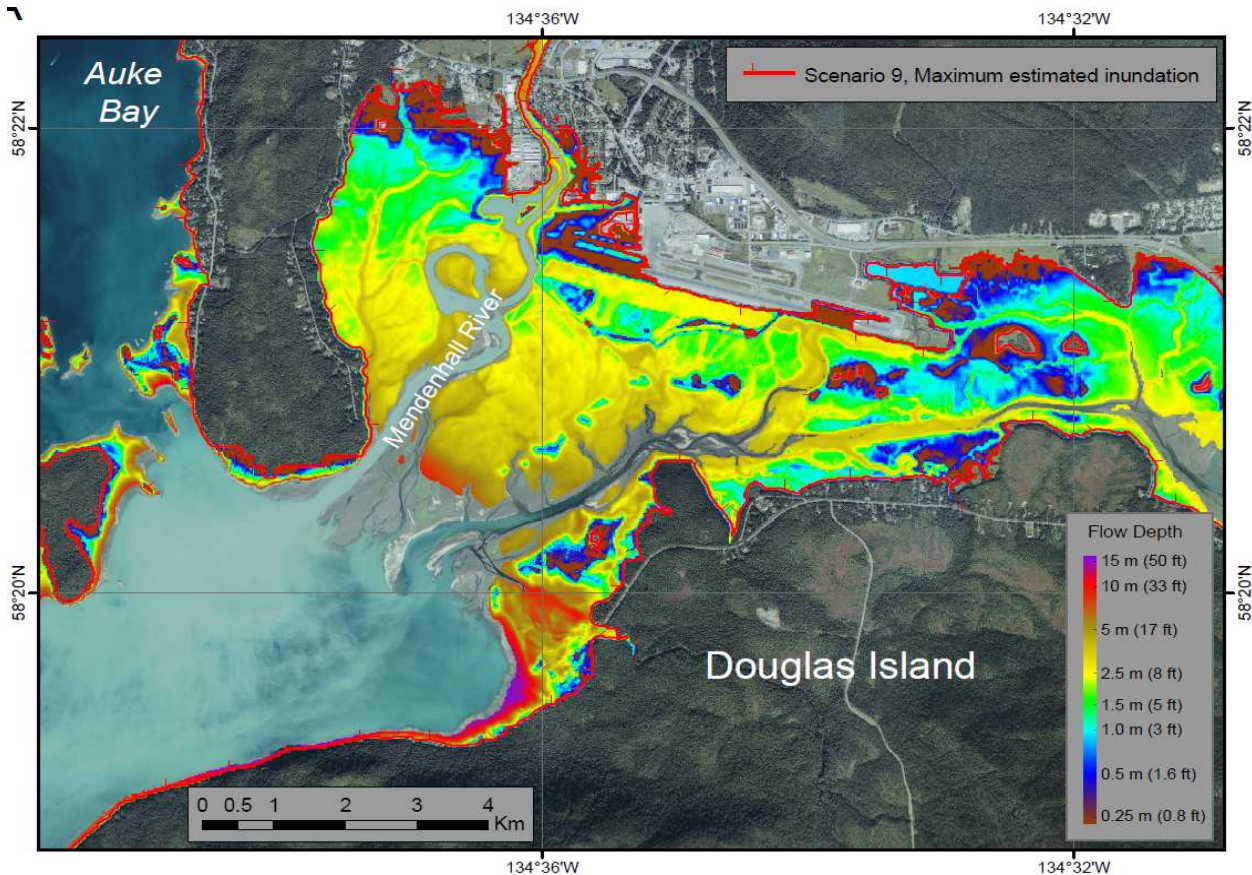 134°36'W
134°32'W
Auke
Bay
Scenario 9, Maximum estimated inundation
58°22'N
58°22'N
Mendenhall River
Flow Depth
15 m (50 ft)
10 m (33 ft)
5 m (17 ft)
2.5 m (8 ft)
1.5 m (5 ft)
1.0 m (3 ft)
0.5 m (1.6 ft)
0.25 m (0.8 ft)
58°20'N
58°20'N
Douglas Island
0 0.5 1 2 3 4
Km
134°36'W
134°32'W